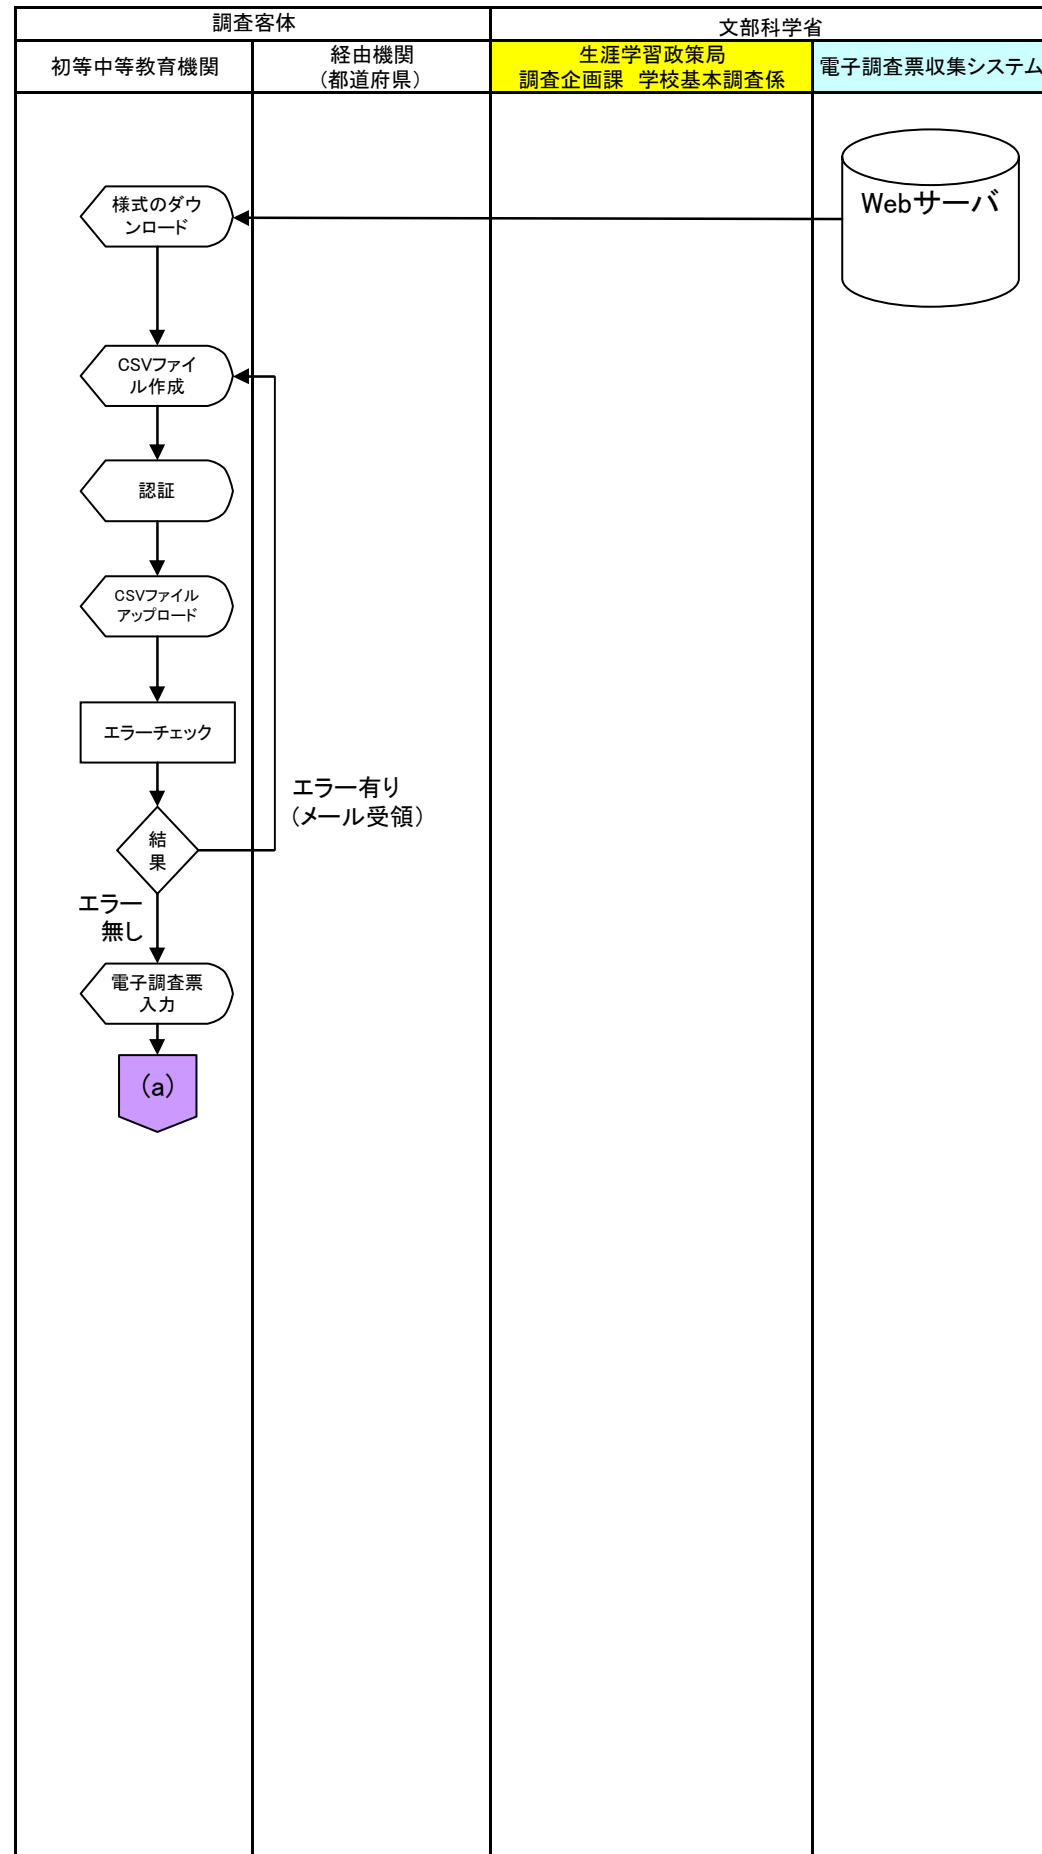 調査客体
文部科学省
初等中等教育機関
経由機関
(都道府県)
生涯学習政策局
調査企画課 学校基本調査係
電子調査票収集システム
Webサーバ
様式のダウ
ンロード
CSVファイ
ル作成
認証
CSVファイル
アップロード
エラーチェック
エラー有り
(メール受領)
結
果
エラー
無し
電子調査票
入力
(a)